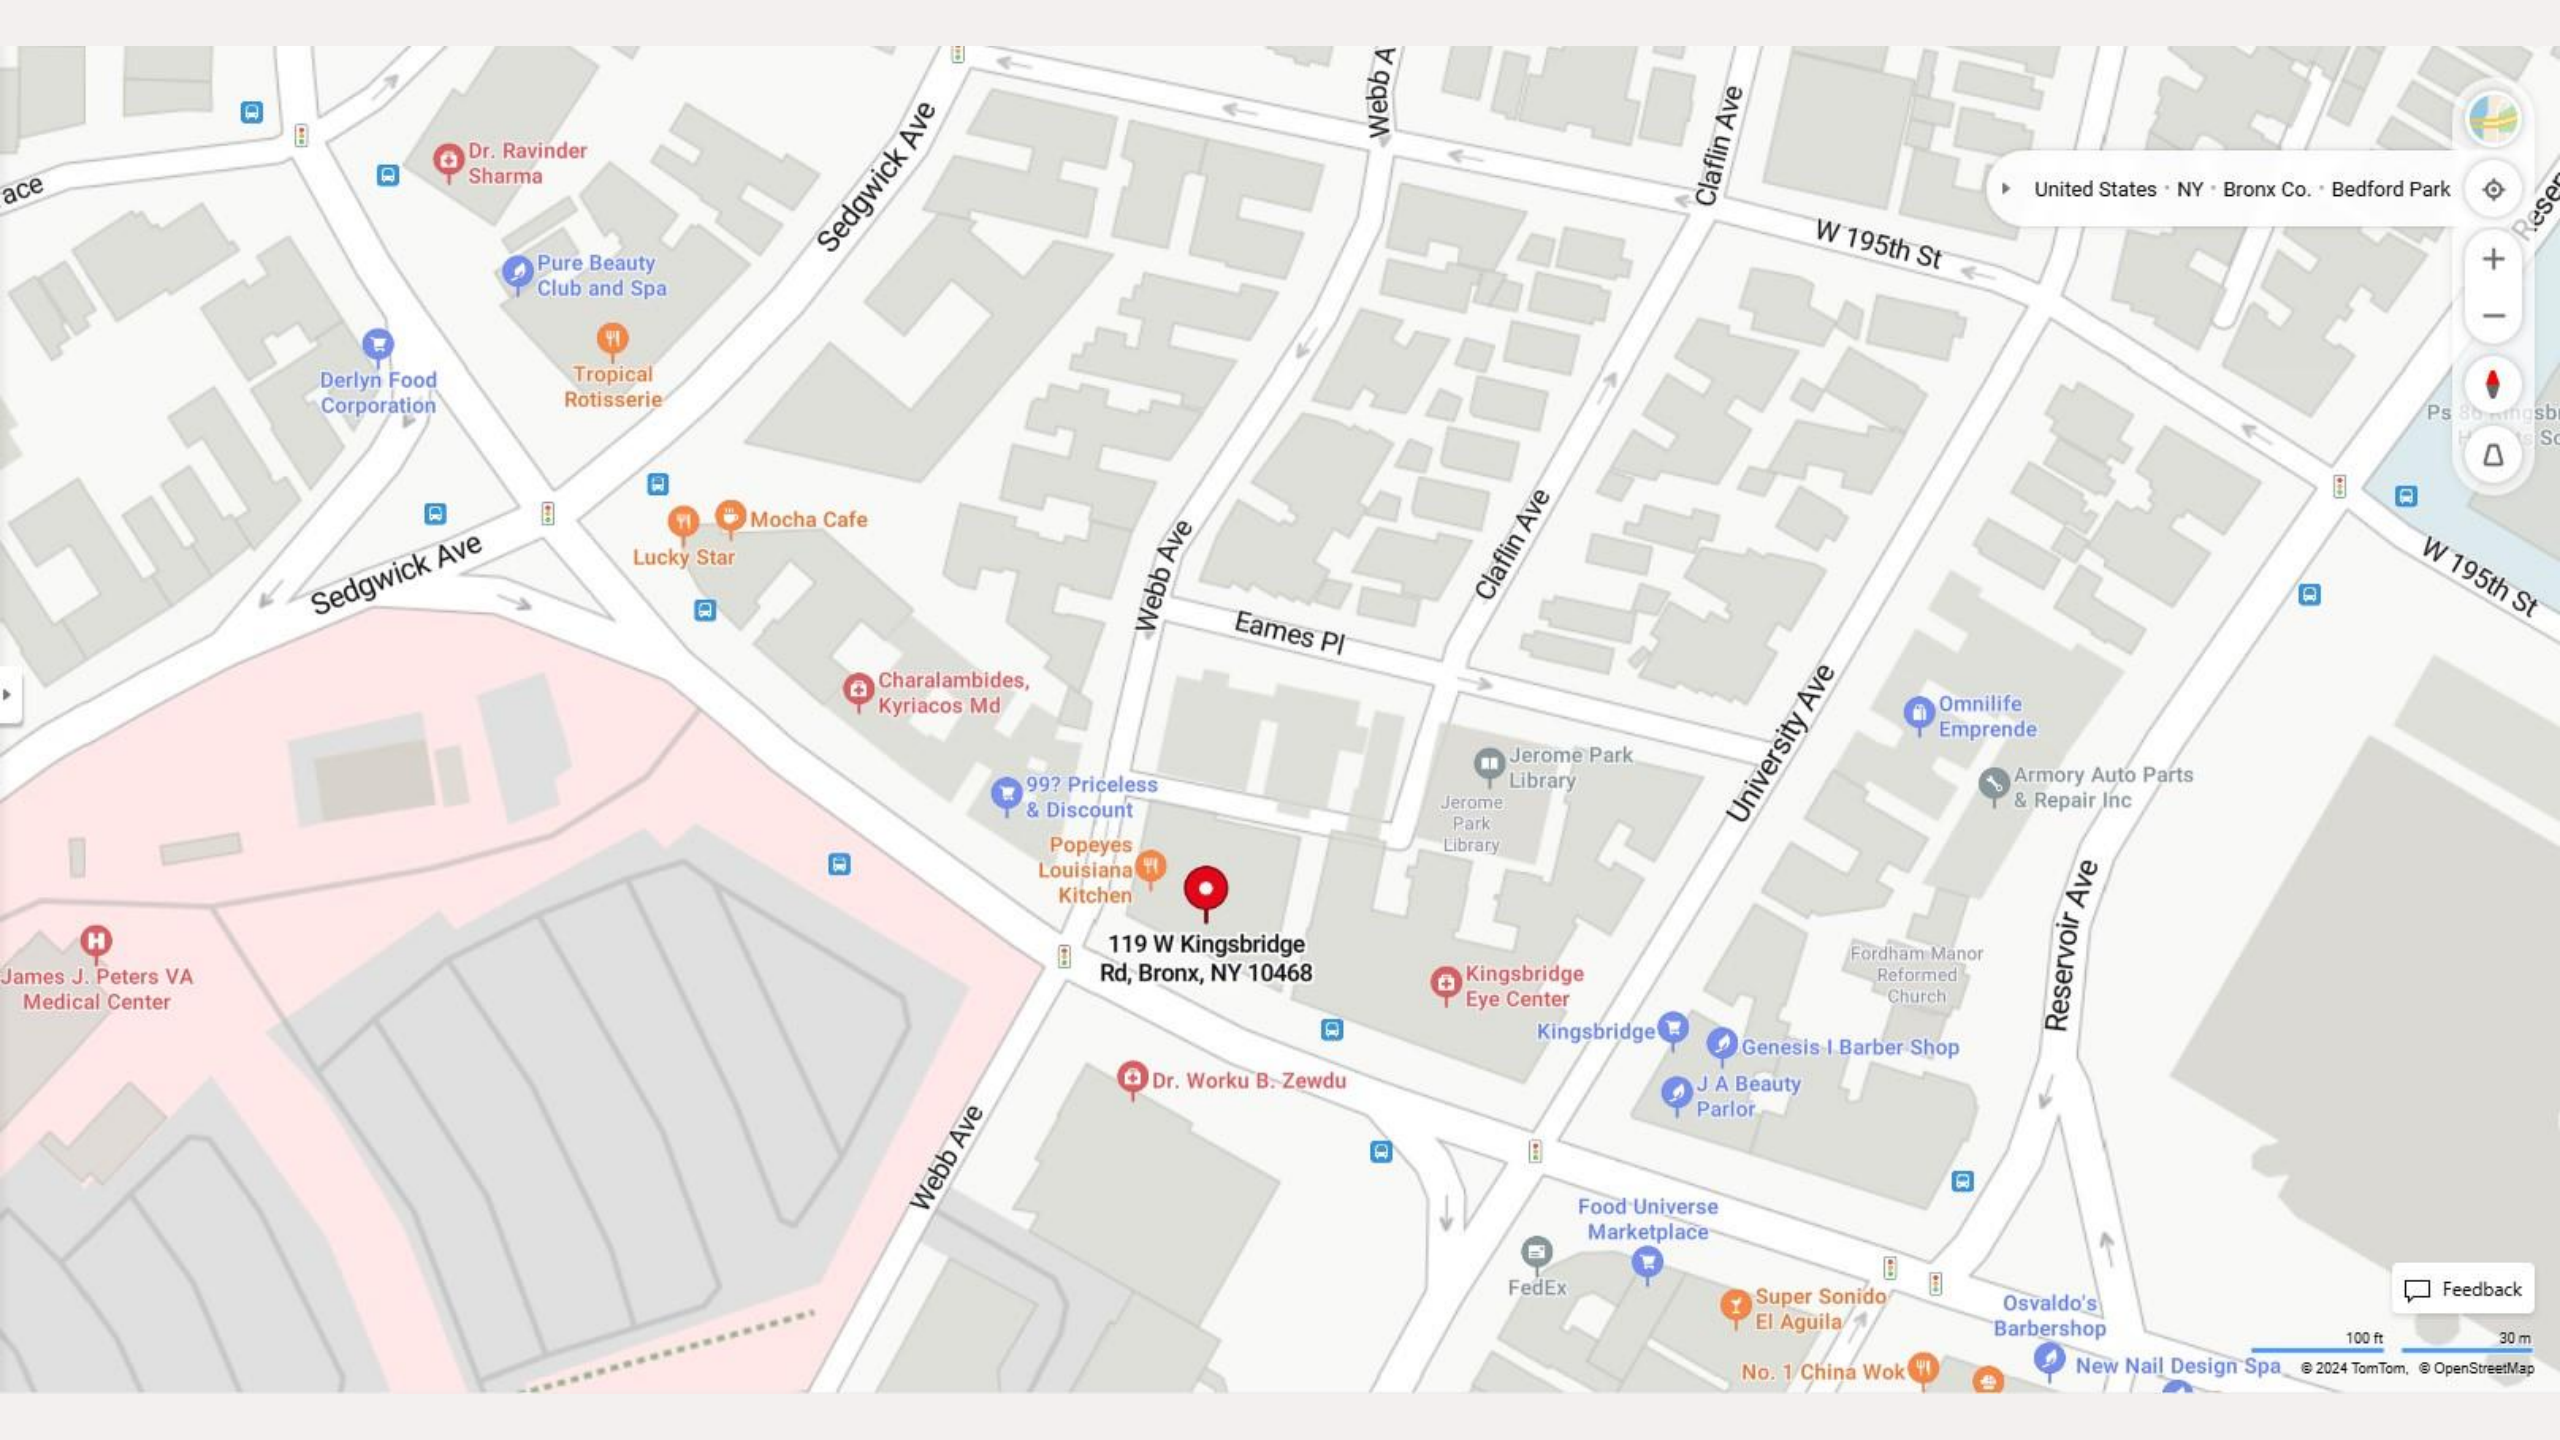 Webb A
Claflin Ave
Sedgwick Ave
Dr. Ravinder
Sharma
ace
United States · NY · Bronx Co. · Bedford Park
Reser
W 195th St
Pure Beauty
Club and Spa
Tropical
Rotisserie
Derlyn Food
Corporation
Mocha Cafe
Lucky Star
Sedgwick Ave
Webb Ave
Claflin Ave
W 195th St
Eames Pl
Charalambides,
Kyriacos Md
University Ave
Omnilife
Emprende
Jerome Park
Library
Jerome
Park
Library
Armory Auto Parts
& Repair Inc
99? Priceless
& Discount
Popeyes
Louisiana
Kitchen
119 W Kingsbridge
Rd, Bronx, NY 10468
H
James J. Peters VA
Medical Center
Kingsbridge
Eye Center
Fordham Manor
Reformed
Church
Reservoir Ave
Kingsbridge
Genesis I Barber Shop
J A Beauty
Parlor
Dr. Worku B. Zewdu
Webb Ave
Food Universe
Marketplace
FedEx
Super Sonido
El Aguila
Osvaldo's
Barbershop
No. 1 China Wok
New Nail Design Spa
Feedback
100 ft
30 m
© 2024 TomTom, © OpenStreetMap